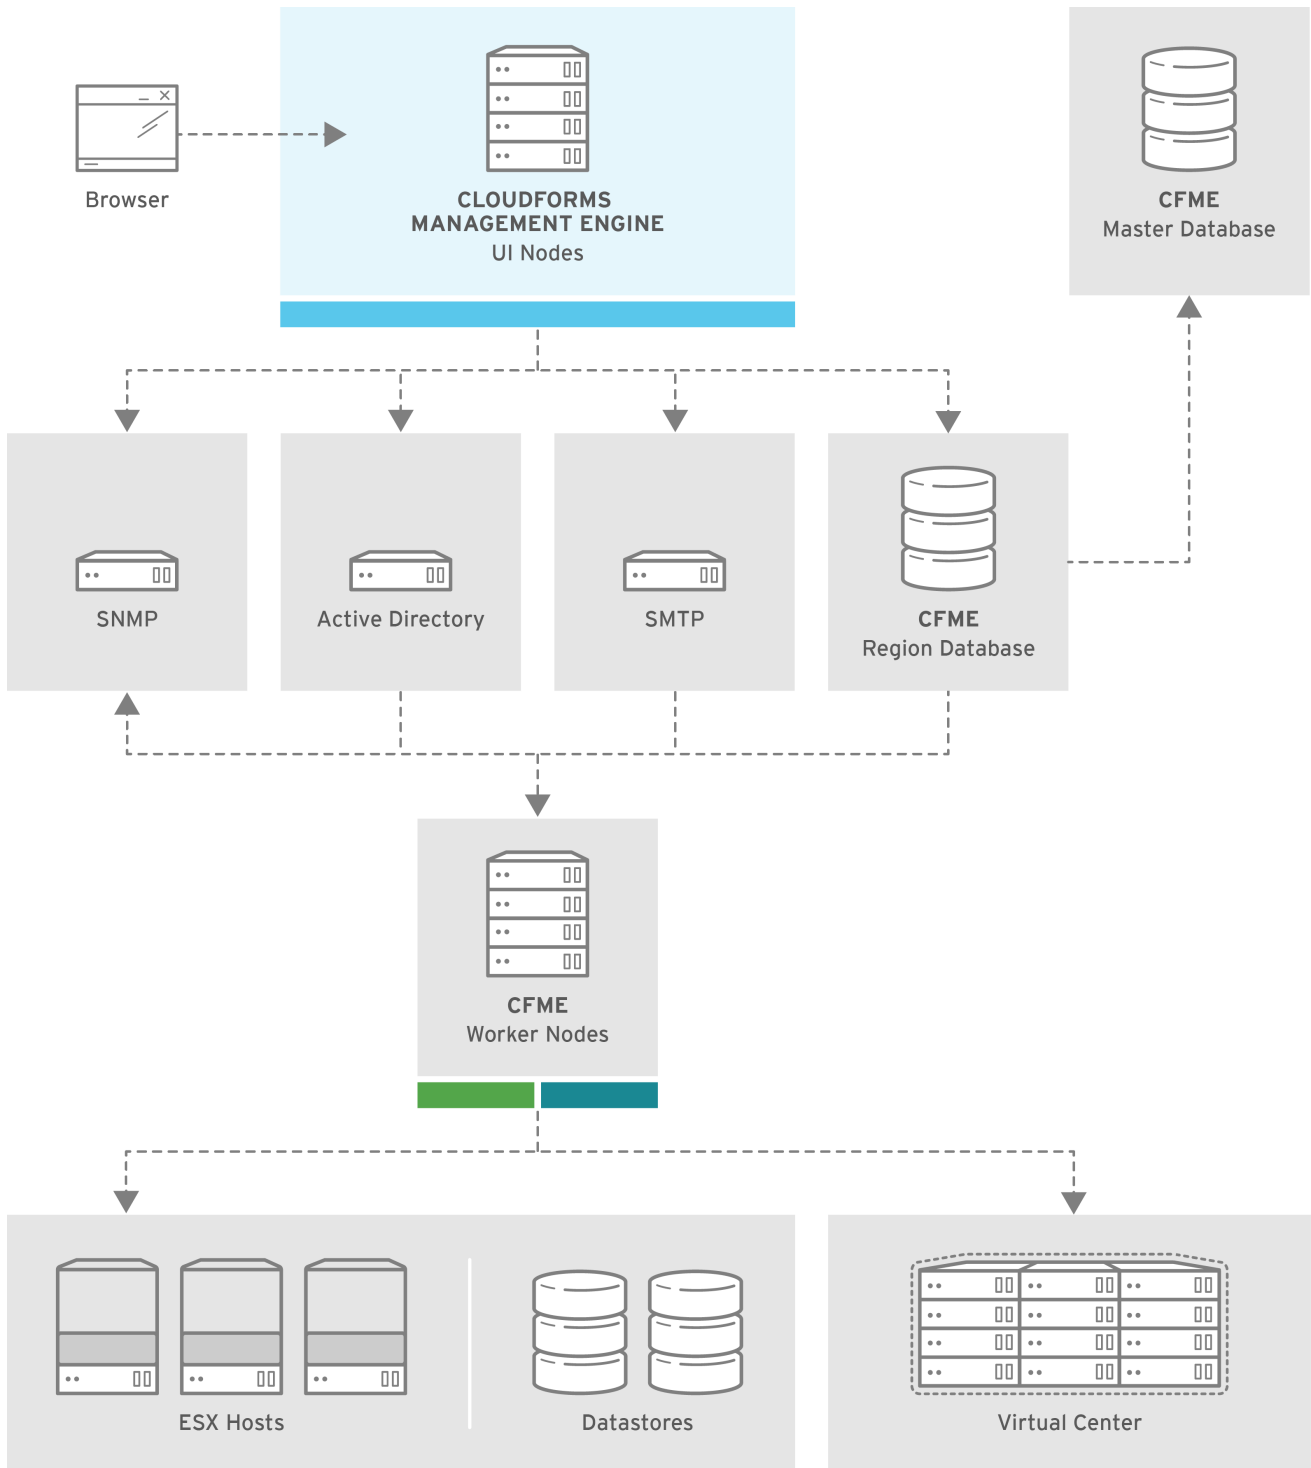 Browser
CLOUDFORMS
MANAGEMENT ENGINE
UI Nodes
CFME
Master Database
SNMP
Active Directory
SMTP
CFME
Region Database
CFME
Worker Nodes
ESX Hosts
Datastores
Virtual Center